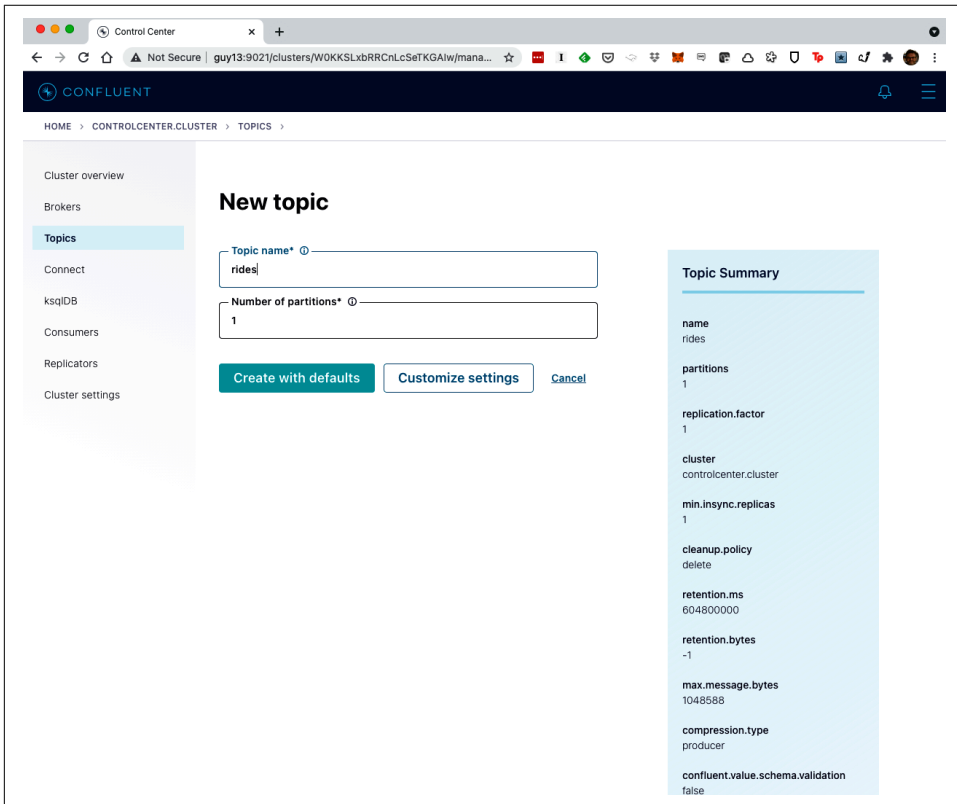 Control Center
Not Secure
guy13:9021/clusters/W0KKSLxbRRCnLcSeTKGAIw/mana...
CONFLUENT
HOME > CONTROLCENTER.CLUSTER > TOPICS >
Cluster overview
Brokers
Topics
Connect
ksqlDB
Consumers
Replicators
Cluster settings
New topic
Topic name*
rides
Number of partitions*
1
Create with defaults
Customize settings
Cancel
Topic Summary
name
rides
partitions
1
replication.factor
1
cluster
controlcenter.cluster
min.insync.replicas
1
cleanup.policy
delete
retention.ms
604800000
retention.bytes
-1
max.message.bytes
1048588
compression.type
producer
confluent.value.schema.validation
false